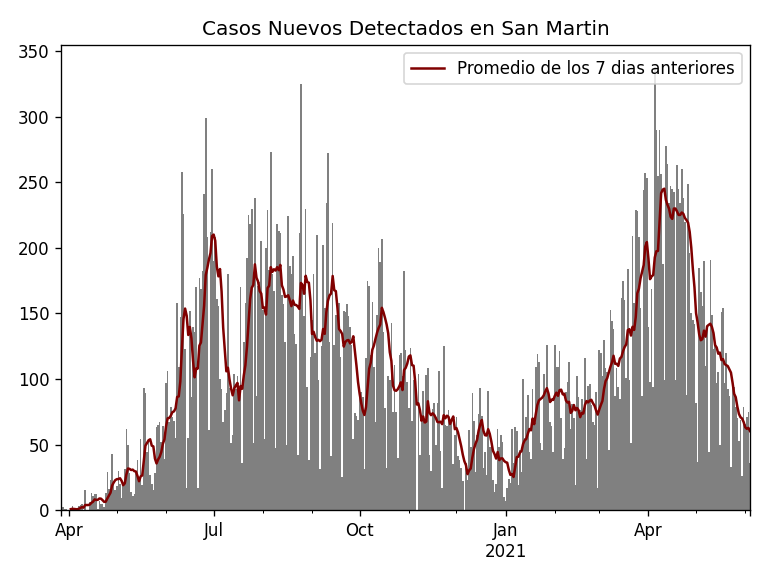 Casos Nuevos Detectados en San Martin
Promedio de los 7 dias anteriores
350
300
250
200
150
100
50
0
Apr
Jul
Oct
Jan
2021
Apr